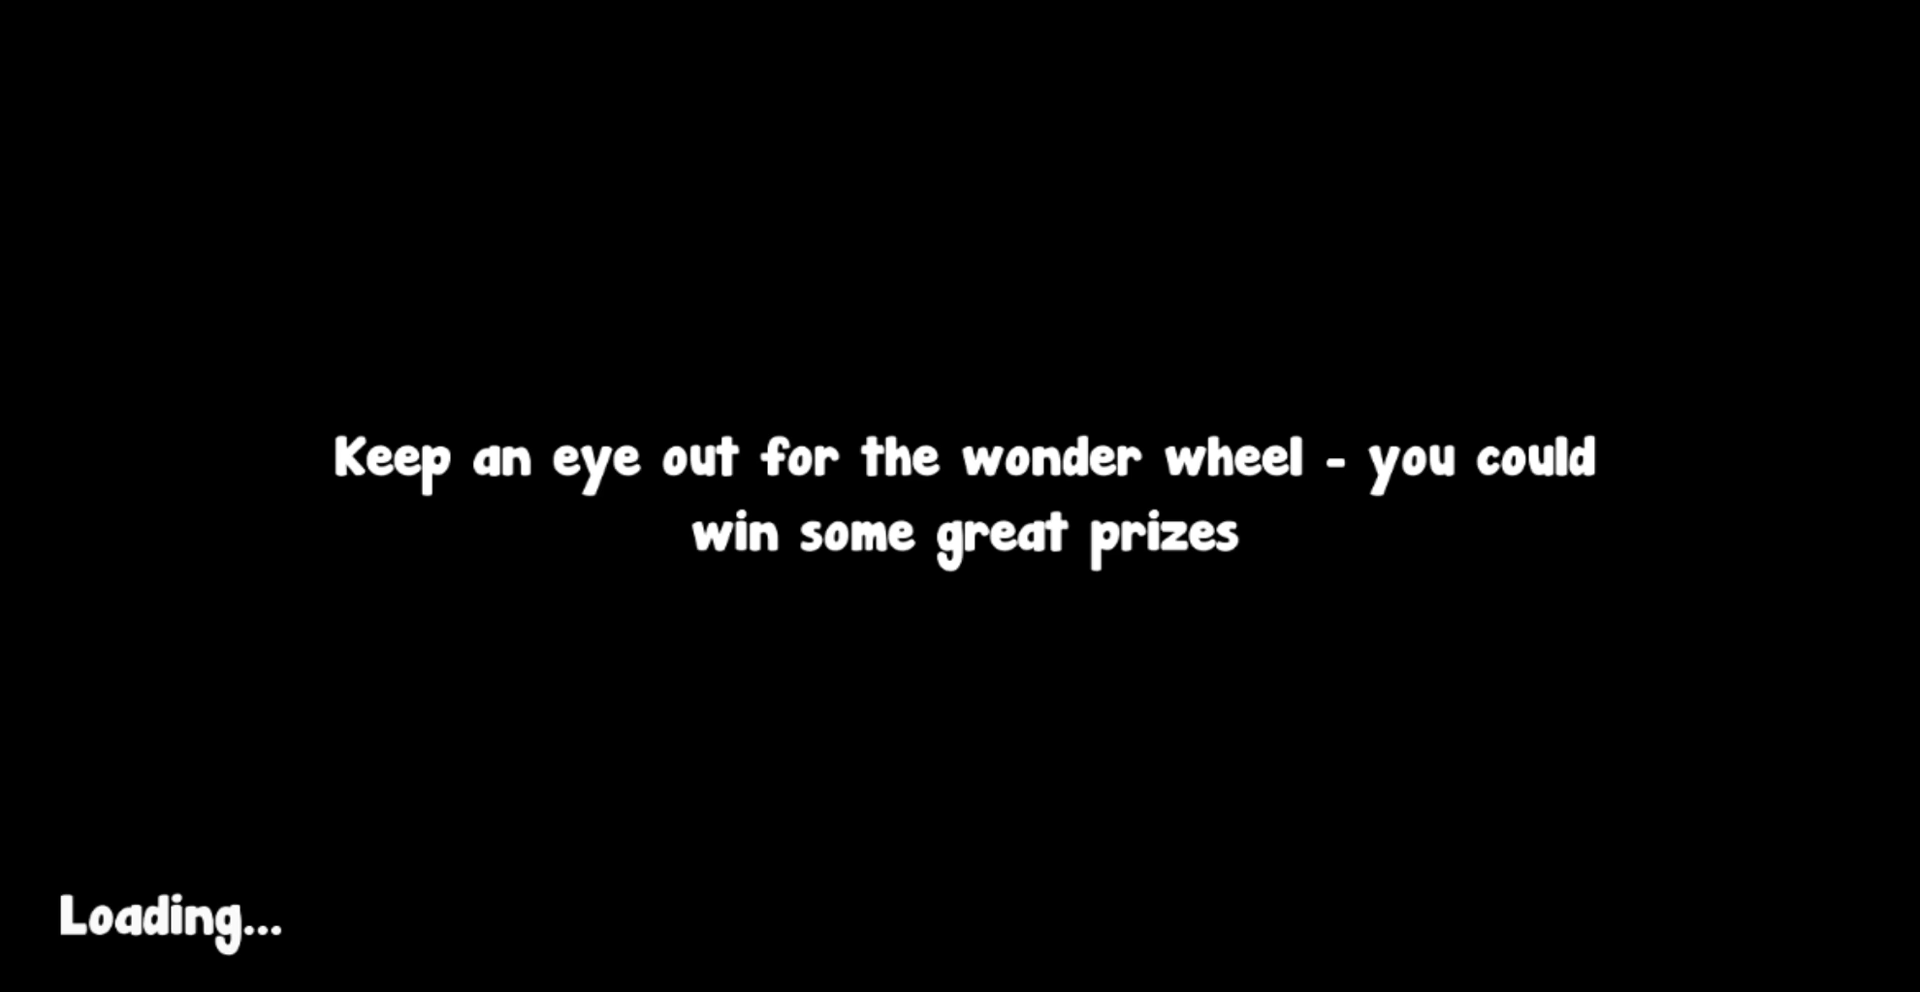 Keep an eye out for the wonder wheel - you could
win some great prizes
Loading...